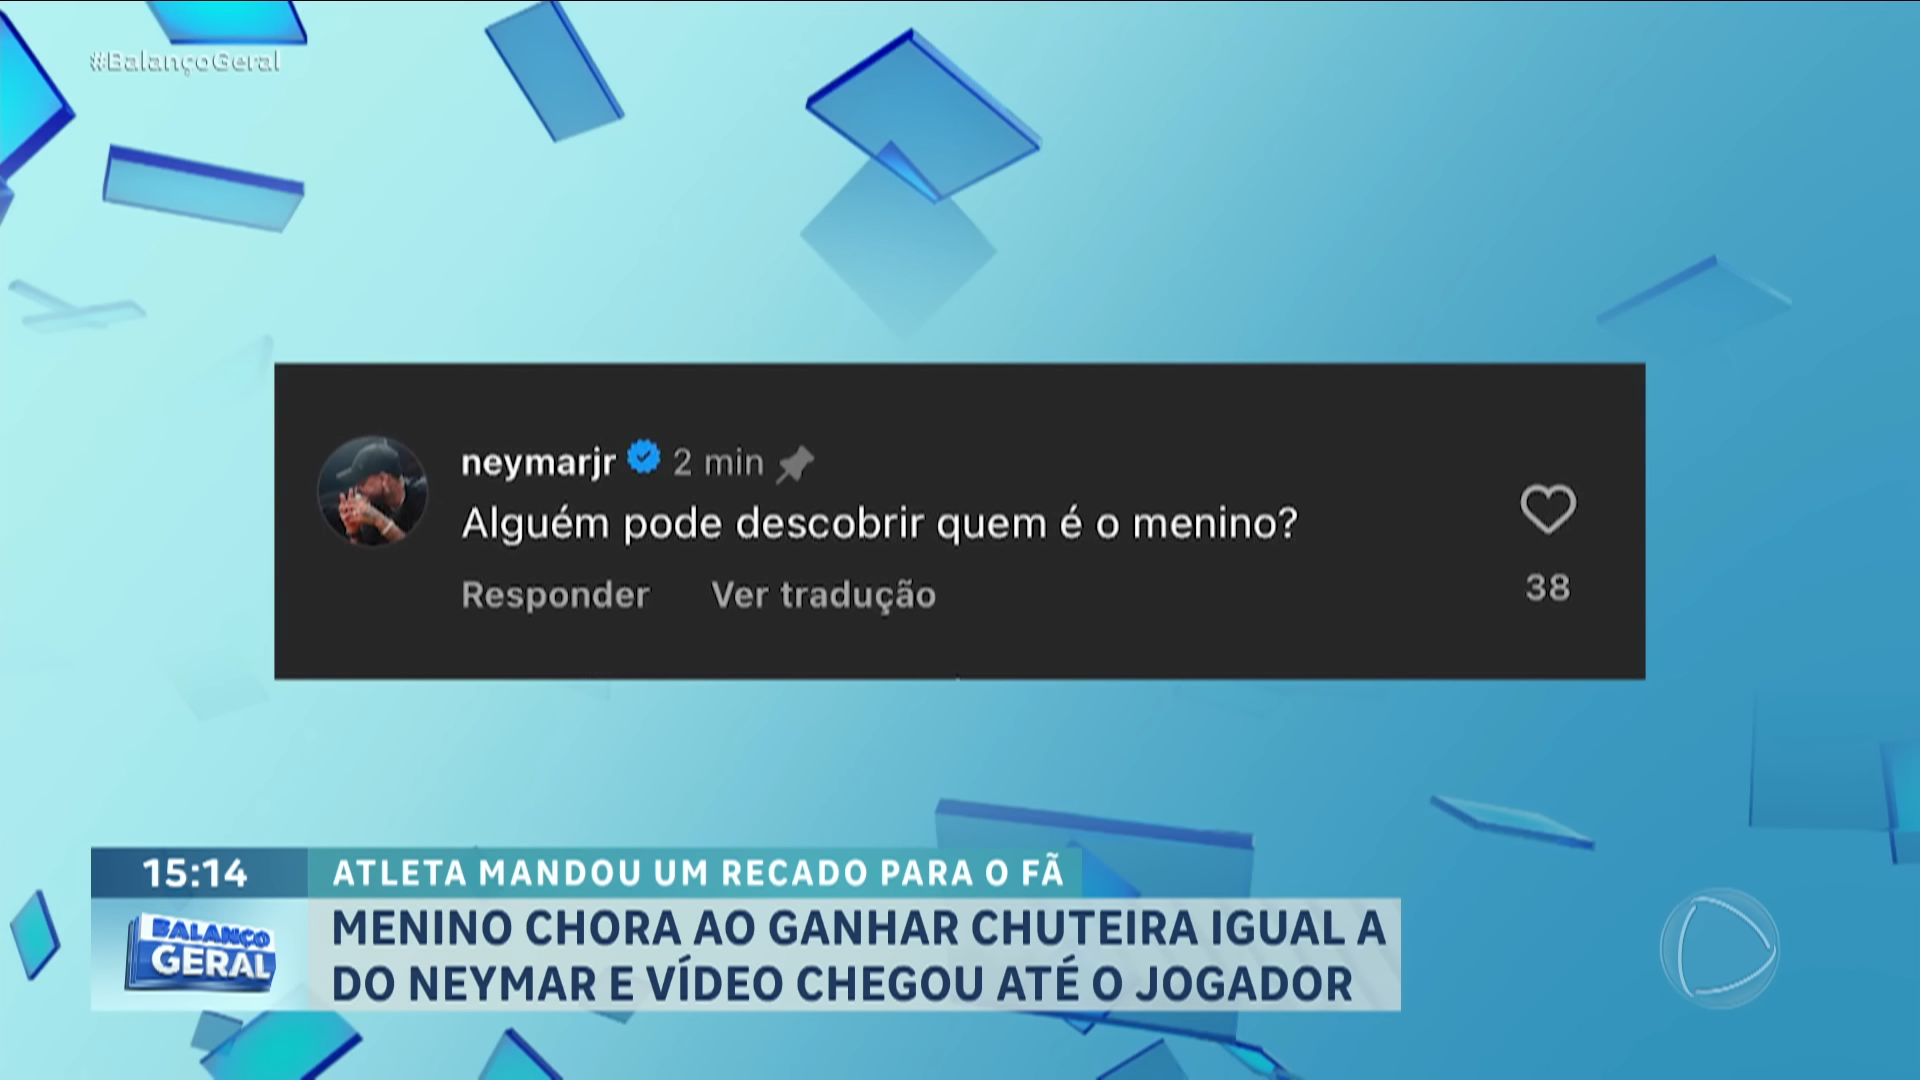 #BalançoGeral
neymarjr 2 min
Alguém pode descobrir quem é o menino?
Responder Ver tradução
38
15:14 ATLETA MANDOU UM RECADO PARA O FÃ
BALANÇO
GERAL
MENINO CHORA AO GANHAR CHUTEIRA IGUAL A
DO NEYMAR E VÍDEO CHEGOU ATÉ O JOGADOR